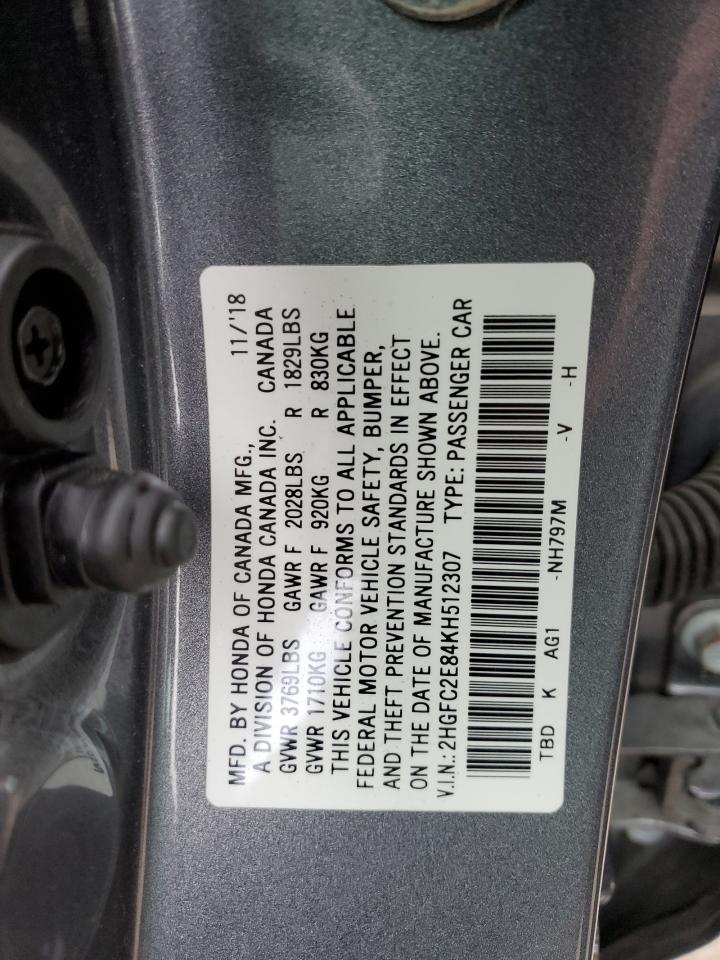 MFD. BY HONDA OF CANADA MFG., 11/'18
A DIVISION OF HONDA CANADA INC. CANADA
GVWR 3769LBS GAWR F 2028LBS R 1829LBS
GVWR 1710KG GAWR F 920KG R 830KG
THIS VEHICLE CONFORMS TO ALL APPLICABLE
FEDERAL MOTOR VEHICLE SAFETY, BUMPER,
AND THEFT PREVENTION STANDARDS IN EFFECT
ON THE DATE OF MANUFACTURE SHOWN ABOVE.
V.I.N.: 2HGFC2E84KH512307 TYPE: PASSENGER CAR
TBD K AG1 -NH797M -V -H